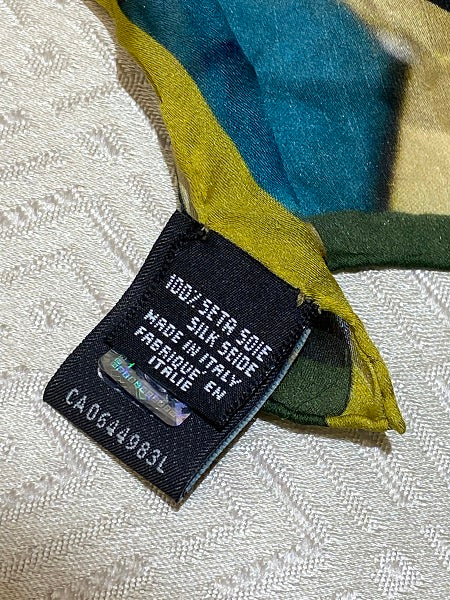 100% SETA SOIE
SILK SEIDE
MADE IN ITALY
FABRIQUE' EN
ITALIE
CA0644983L